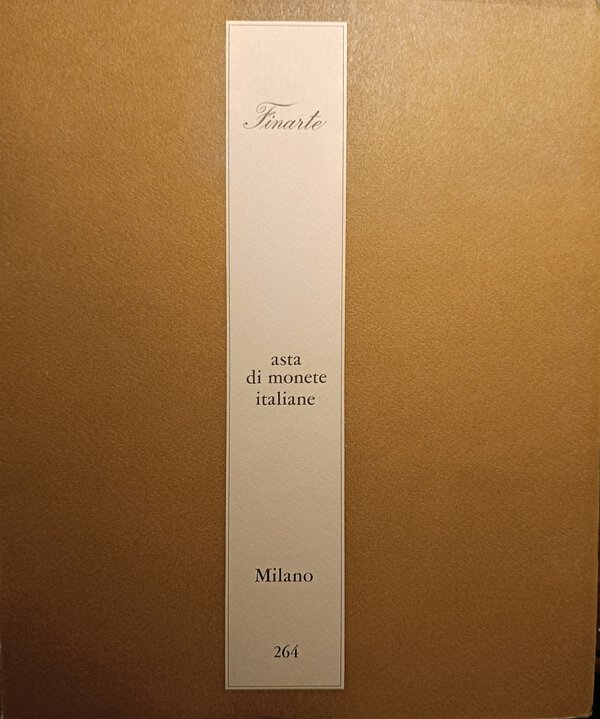 Finarte
asta
di monete
italiane
Milano
264